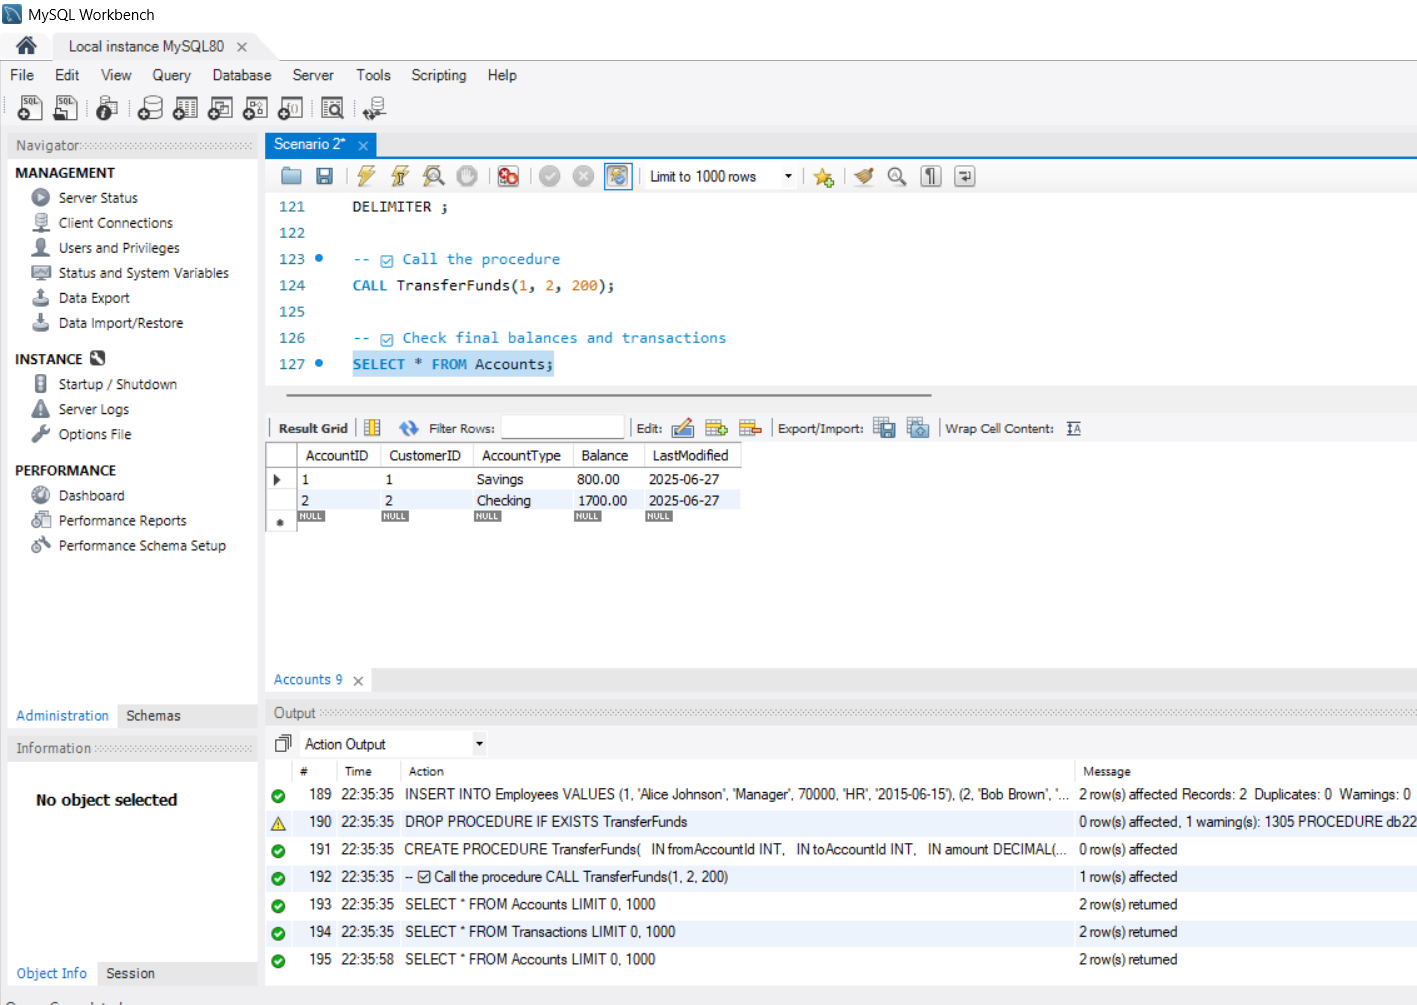 MySQL Workbench
Local instance MySQL80
File Edit View Query Database Server Tools Scripting Help
Navigator
MANAGEMENT
Server Status
Client Connections
Users and Privileges
Status and System Variables
Data Export
Data Import/Restore
INSTANCE
Startup / Shutdown
Server Logs
Options File
PERFORMANCE
Dashboard
Performance Reports
Performance Schema Setup
Administration Schemas
Information
No object selected
Object Info Session
Scenario 2*
Limit to 1000 rows
121 DELIMITER ;
122
123 -- ☑ Call the procedure
124 CALL TransferFunds(1, 2, 200);
125
126 -- ☑ Check final balances and transactions
127 SELECT * FROM Accounts;
Result Grid Filter Rows: Edit: Export/Import: Wrap Cell Content:
AccountID CustomerID AccountType Balance LastModified
1 1 Savings 800.00 2025-06-27
2 2 Checking 1700.00 2025-06-27
NULL NULL NULL NULL NULL
Accounts 9
Output
Action Output
# Time Action Message
189 22:35:35 INSERT INTO Employees VALUES (1, 'Alice Johnson', 'Manager', 70000, 'HR', '2015-06-15'), (2, 'Bob Brown', '... 2 row(s) affected Records: 2 Duplicates: 0 Warnings: 0
190 22:35:35 DROP PROCEDURE IF EXISTS TransferFunds 0 row(s) affected, 1 warning(s): 1305 PROCEDURE db22
191 22:35:35 CREATE PROCEDURE TransferFunds( IN fromAccountId INT, IN toAccountId INT, IN amount DECIMAL(... 0 row(s) affected
192 22:35:35 -- ☑ Call the procedure CALL TransferFunds(1, 2, 200) 1 row(s) affected
193 22:35:35 SELECT * FROM Accounts LIMIT 0, 1000 2 row(s) returned
194 22:35:35 SELECT * FROM Transactions LIMIT 0, 1000 2 row(s) returned
195 22:35:58 SELECT * FROM Accounts LIMIT 0, 1000 2 row(s) returned